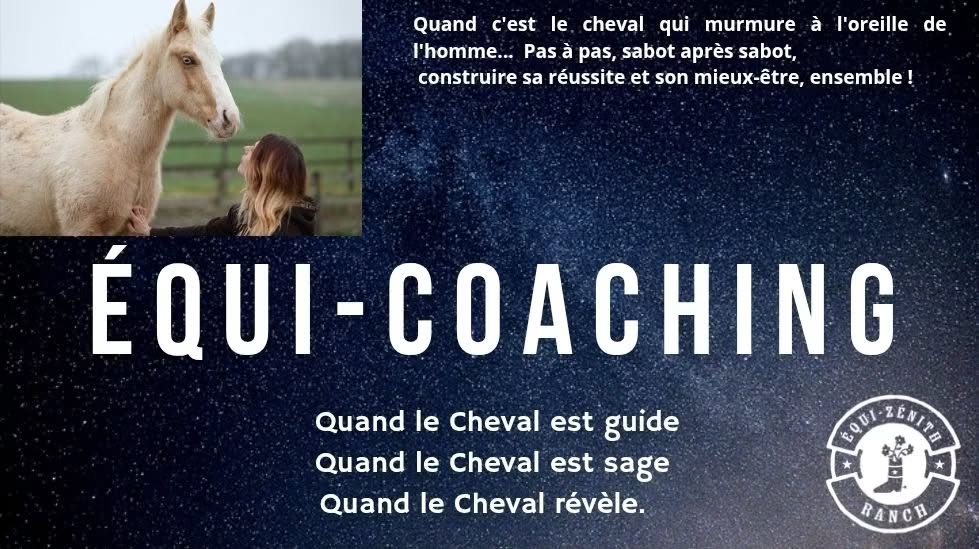 Quand c'est le cheval qui murmure à l'oreille de
l'homme... Pas à pas, sabot après sabot,
construire sa réussite et son mieux-être, ensemble !
ÉQUI-COACHING
Quand le Cheval est guide
Quand le Cheval est sage
Quand le Cheval révèle.
ÉQUI-ZÉNITH
RANCH